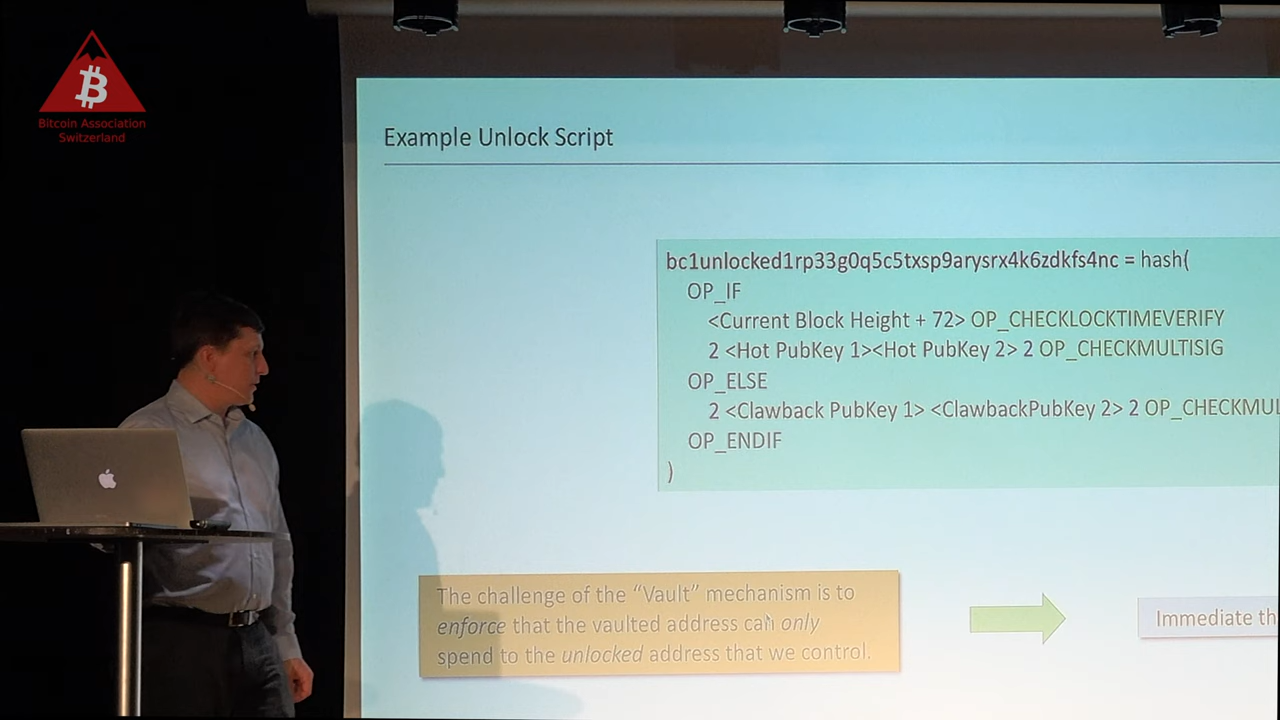 Bitcoin Association
Switzerland
Example Unlock Script
bc1unlocked1rp33g0q5c5txsp9arysrx4k6zdkfs4nc = hash(
OP_IF
<Current Block Height + 72> OP_CHECKLOCKTIMEVERIFY
2 <Hot PubKey 1><Hot PubKey 2> 2 OP_CHECKMULTISIG
OP_ELSE
2 <Clawback PubKey 1> <ClawbackPubKey 2> 2 OP_CHECKMUL
OP_ENDIF
)
The challenge of the “Vault” mechanism is to
enforce that the vaulted address can only
spend to the unlocked address that we control.
Immediate th